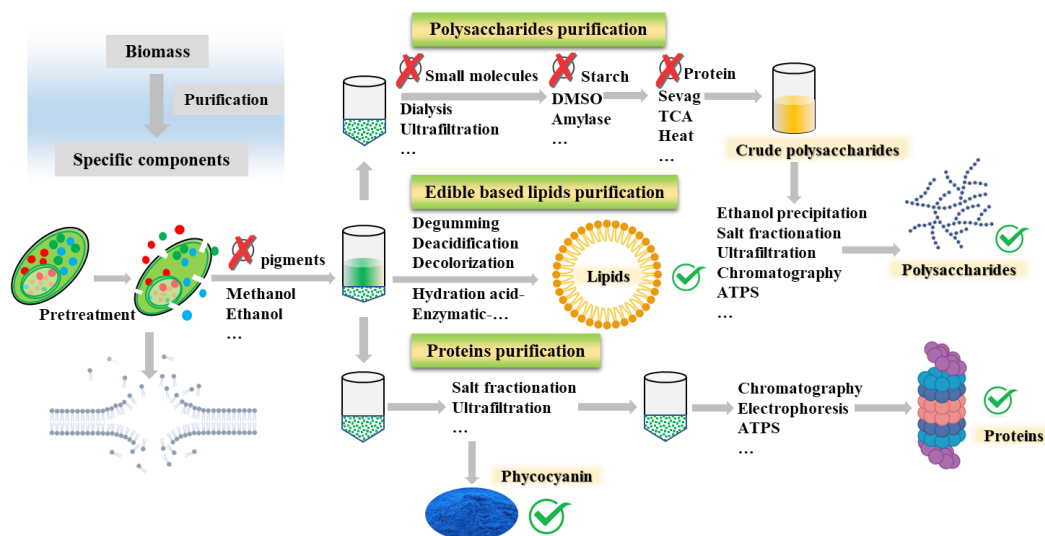 Biomass
Purification
Specific components
Pretreatment
pigments
Methanol
Ethanol
…
Polysaccharides purification
Small molecules
Dialysis
Ultrafiltration
…
Starch
DMSO
Amylase
…
Protein
Sevag
TCA
Heat
…
Crude polysaccharides
Ethanol precipitation
Salt fractionation
Ultrafiltration
Chromatography
ATPS
…
Polysaccharides
Edible based lipids purification
Degumming
Deacidification
Decolorization
Hydration acid-
Enzymatic-…
Lipids
Proteins purification
Salt fractionation
Ultrafiltration
…
Phycocyanin
Chromatography
Electrophoresis
ATPS
…
Proteins